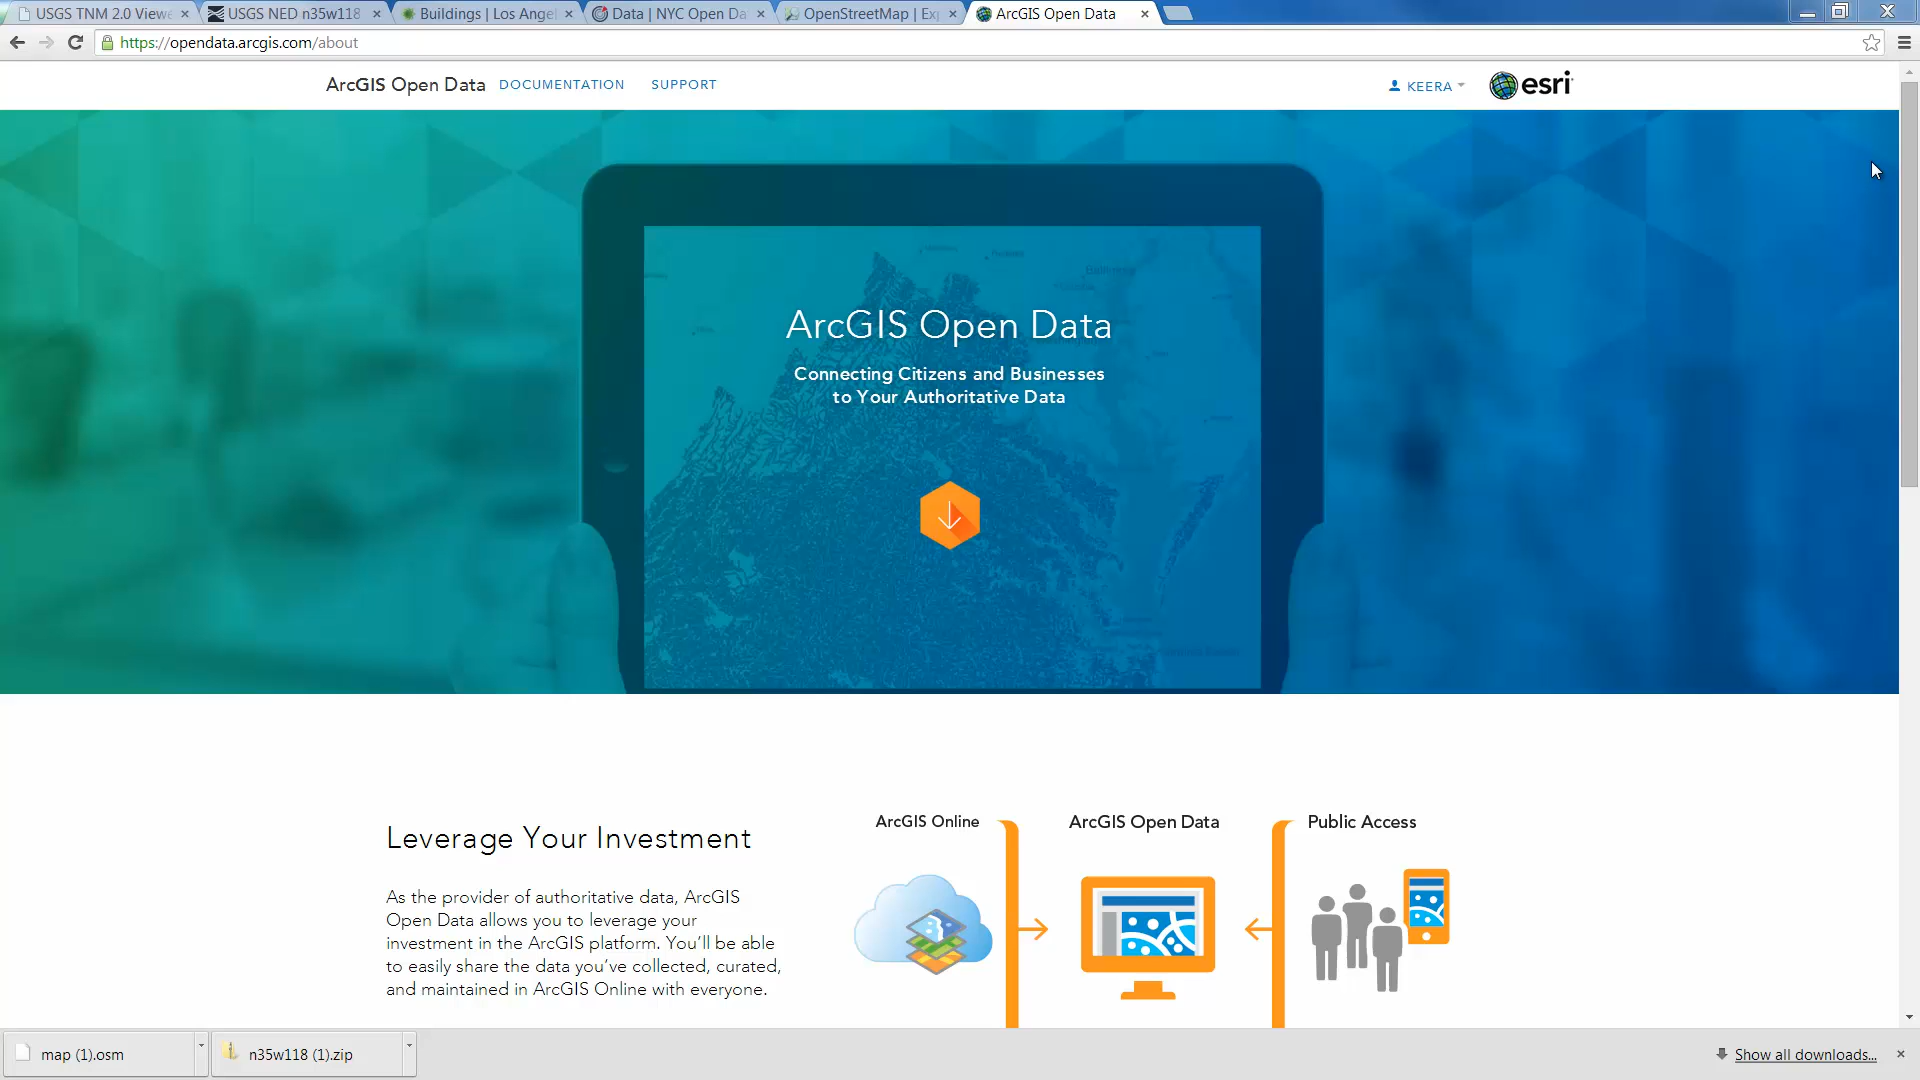 USGS TNM 2.0 Viewe
USGS NED n35w118
Buildings | Los Angel
Data | NYC Open Da
OpenStreetMap | Ex
ArcGIS Open Data
https://opendata.arcgis.com/about
ArcGIS Open Data
DOCUMENTATION
SUPPORT
KEERA
esri
ArcGIS Open Data
Connecting Citizens and Businesses
to Your Authoritative Data
Leverage Your Investment
As the provider of authoritative data, ArcGIS
Open Data allows you to leverage your
investment in the ArcGIS platform. You'll be able
to easily share the data you've collected, curated,
and maintained in ArcGIS Online with everyone.
ArcGIS Online
ArcGIS Open Data
Public Access
map (1).osm
n35w118 (1).zip
Show all downloads...